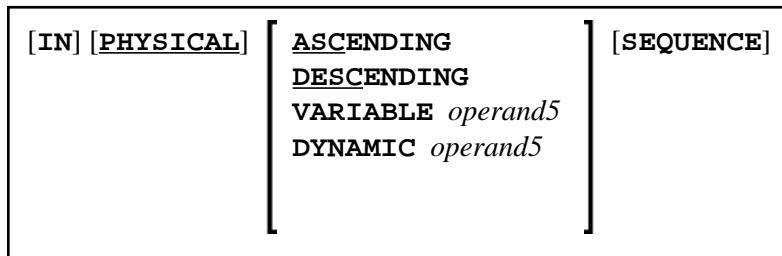 [IN] [PHYSICAL] [ ASCENDING ] [SEQUENCE]
DESCENDING
VARIABLE operand5
DYNAMIC operand5